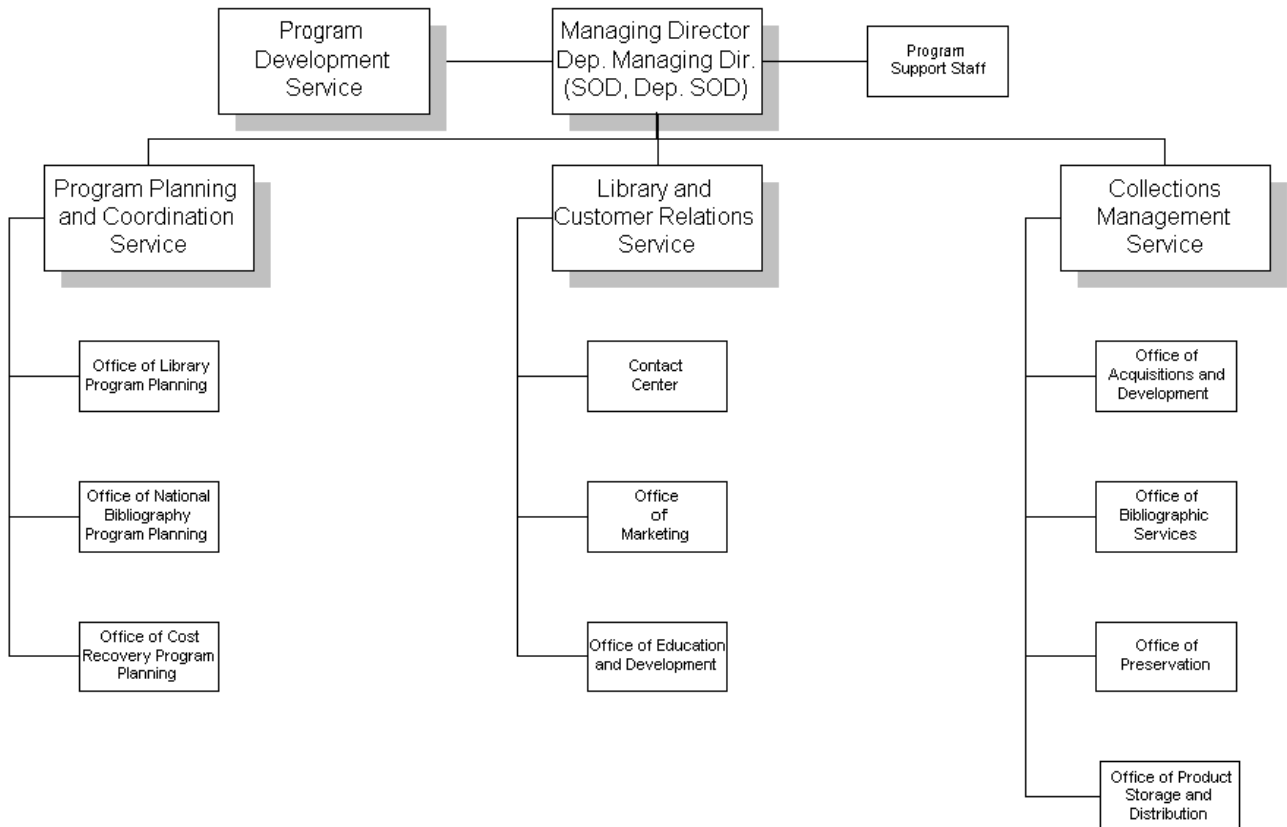 Program
Development
Service
Managing Director
Dep. Managing Dir.
(SOD, Dep. SOD)
Program
Support Staff
Program Planning
and Coordination
Service
Library and
Customer Relations
Service
Collections
Management
Service
Office of Library
Program Planning
Contact
Center
Office of
Acquisitions and
Development
Office of National
Bibliography
Program Planning
Office
of
Marketing
Office of
Bibliographic
Services
Office of Cost
Recovery Program
Planning
Office of Education
and Development
Office of
Preservation
Office of Product
Storage and
Distribution